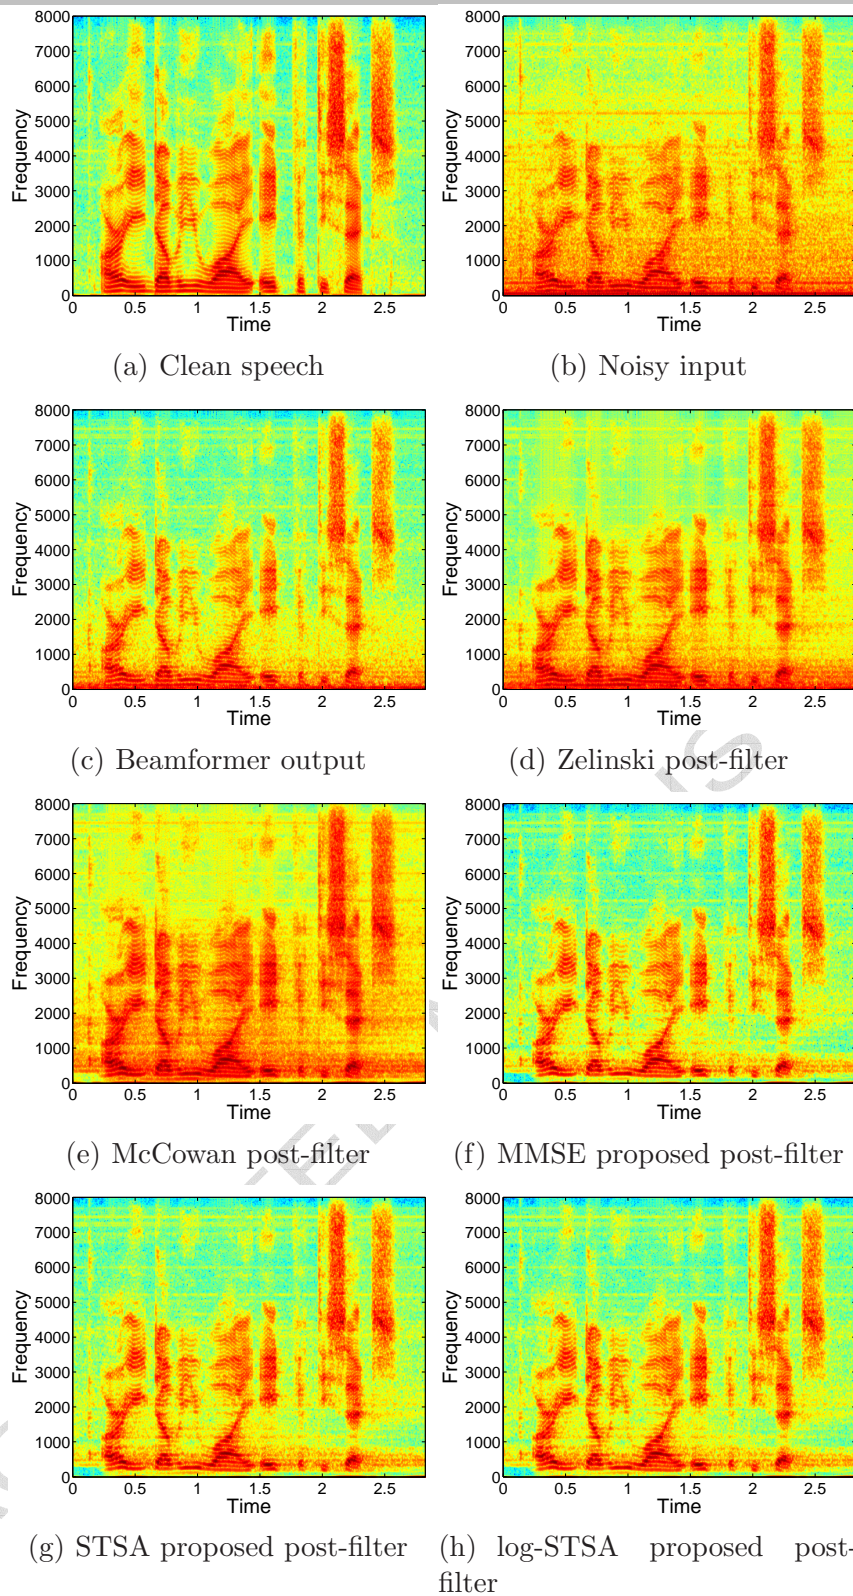 8000
7000
6000
5000
4000
3000
2000
1000
0
Frequency
0 0.5 1 1.5 2 2.5
Time
(a) Clean speech
8000
7000
6000
5000
4000
3000
2000
1000
0
Frequency
0 0.5 1 1.5 2 2.5
Time
(b) Noisy input
8000
7000
6000
5000
4000
3000
2000
1000
0
Frequency
0 0.5 1 1.5 2 2.5
Time
(c) Beamformer output
8000
7000
6000
5000
4000
3000
2000
1000
0
Frequency
0 0.5 1 1.5 2 2.5
Time
(d) Zelinski post-filter
8000
7000
6000
5000
4000
3000
2000
1000
0
Frequency
0 0.5 1 1.5 2 2.5
Time
(e) McCowan post-filter
8000
7000
6000
5000
4000
3000
2000
1000
0
Frequency
0 0.5 1 1.5 2 2.5
Time
(f) MMSE proposed post-filter
8000
7000
6000
5000
4000
3000
2000
1000
0
Frequency
0 0.5 1 1.5 2 2.5
Time
(g) STSA proposed post-filter
8000
7000
6000
5000
4000
3000
2000
1000
0
Frequency
0 0.5 1 1.5 2 2.5
Time
(h) log-STSA proposed post-
filter